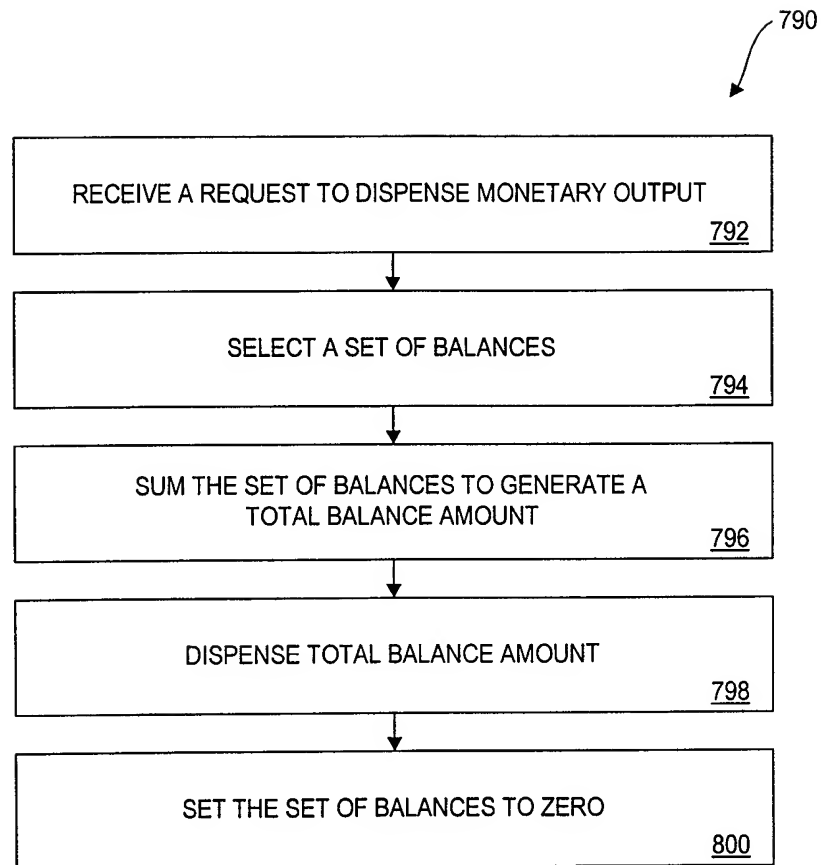 790
RECEIVE A REQUEST TO DISPENSE MONETARY OUTPUT
792
SELECT A SET OF BALANCES
794
SUM THE SET OF BALANCES TO GENERATE A
TOTAL BALANCE AMOUNT
796
DISPENSE TOTAL BALANCE AMOUNT
798
SET THE SET OF BALANCES TO ZERO
800